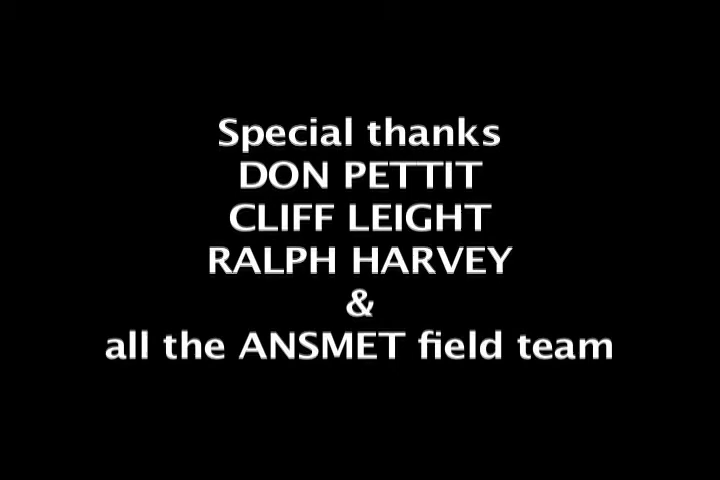 Special thanks
DON PETTIT
CLIFF LEIGHT
RALPH HARVEY
&
all the ANSMET field team